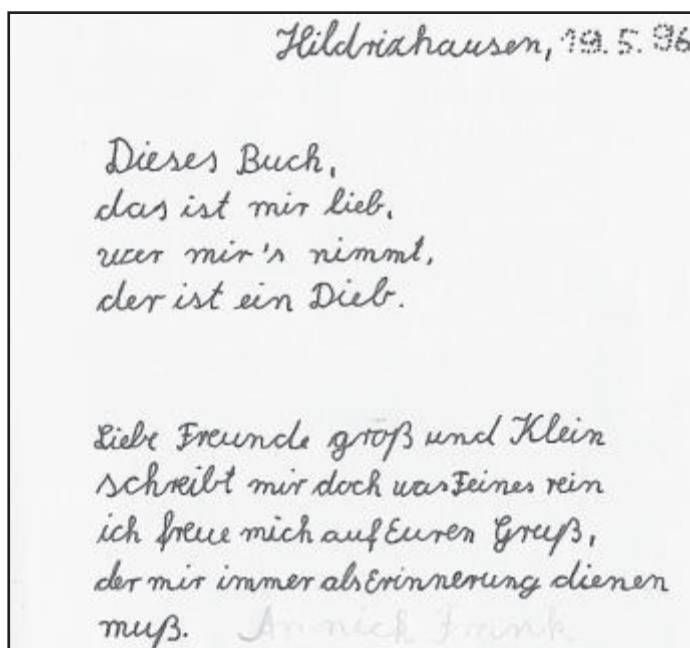 Hildrizhausen, 19.5.96
Dieses Buch,
das ist mir lieb,
wer mir's nimmt,
der ist ein Dieb.
Liebe Freunde groß und Klein
schreibt mir doch was Feines rein
ich freue mich auf Euren Gruß,
der mir immer als Erinnerung dienen
muß. Annick Frank